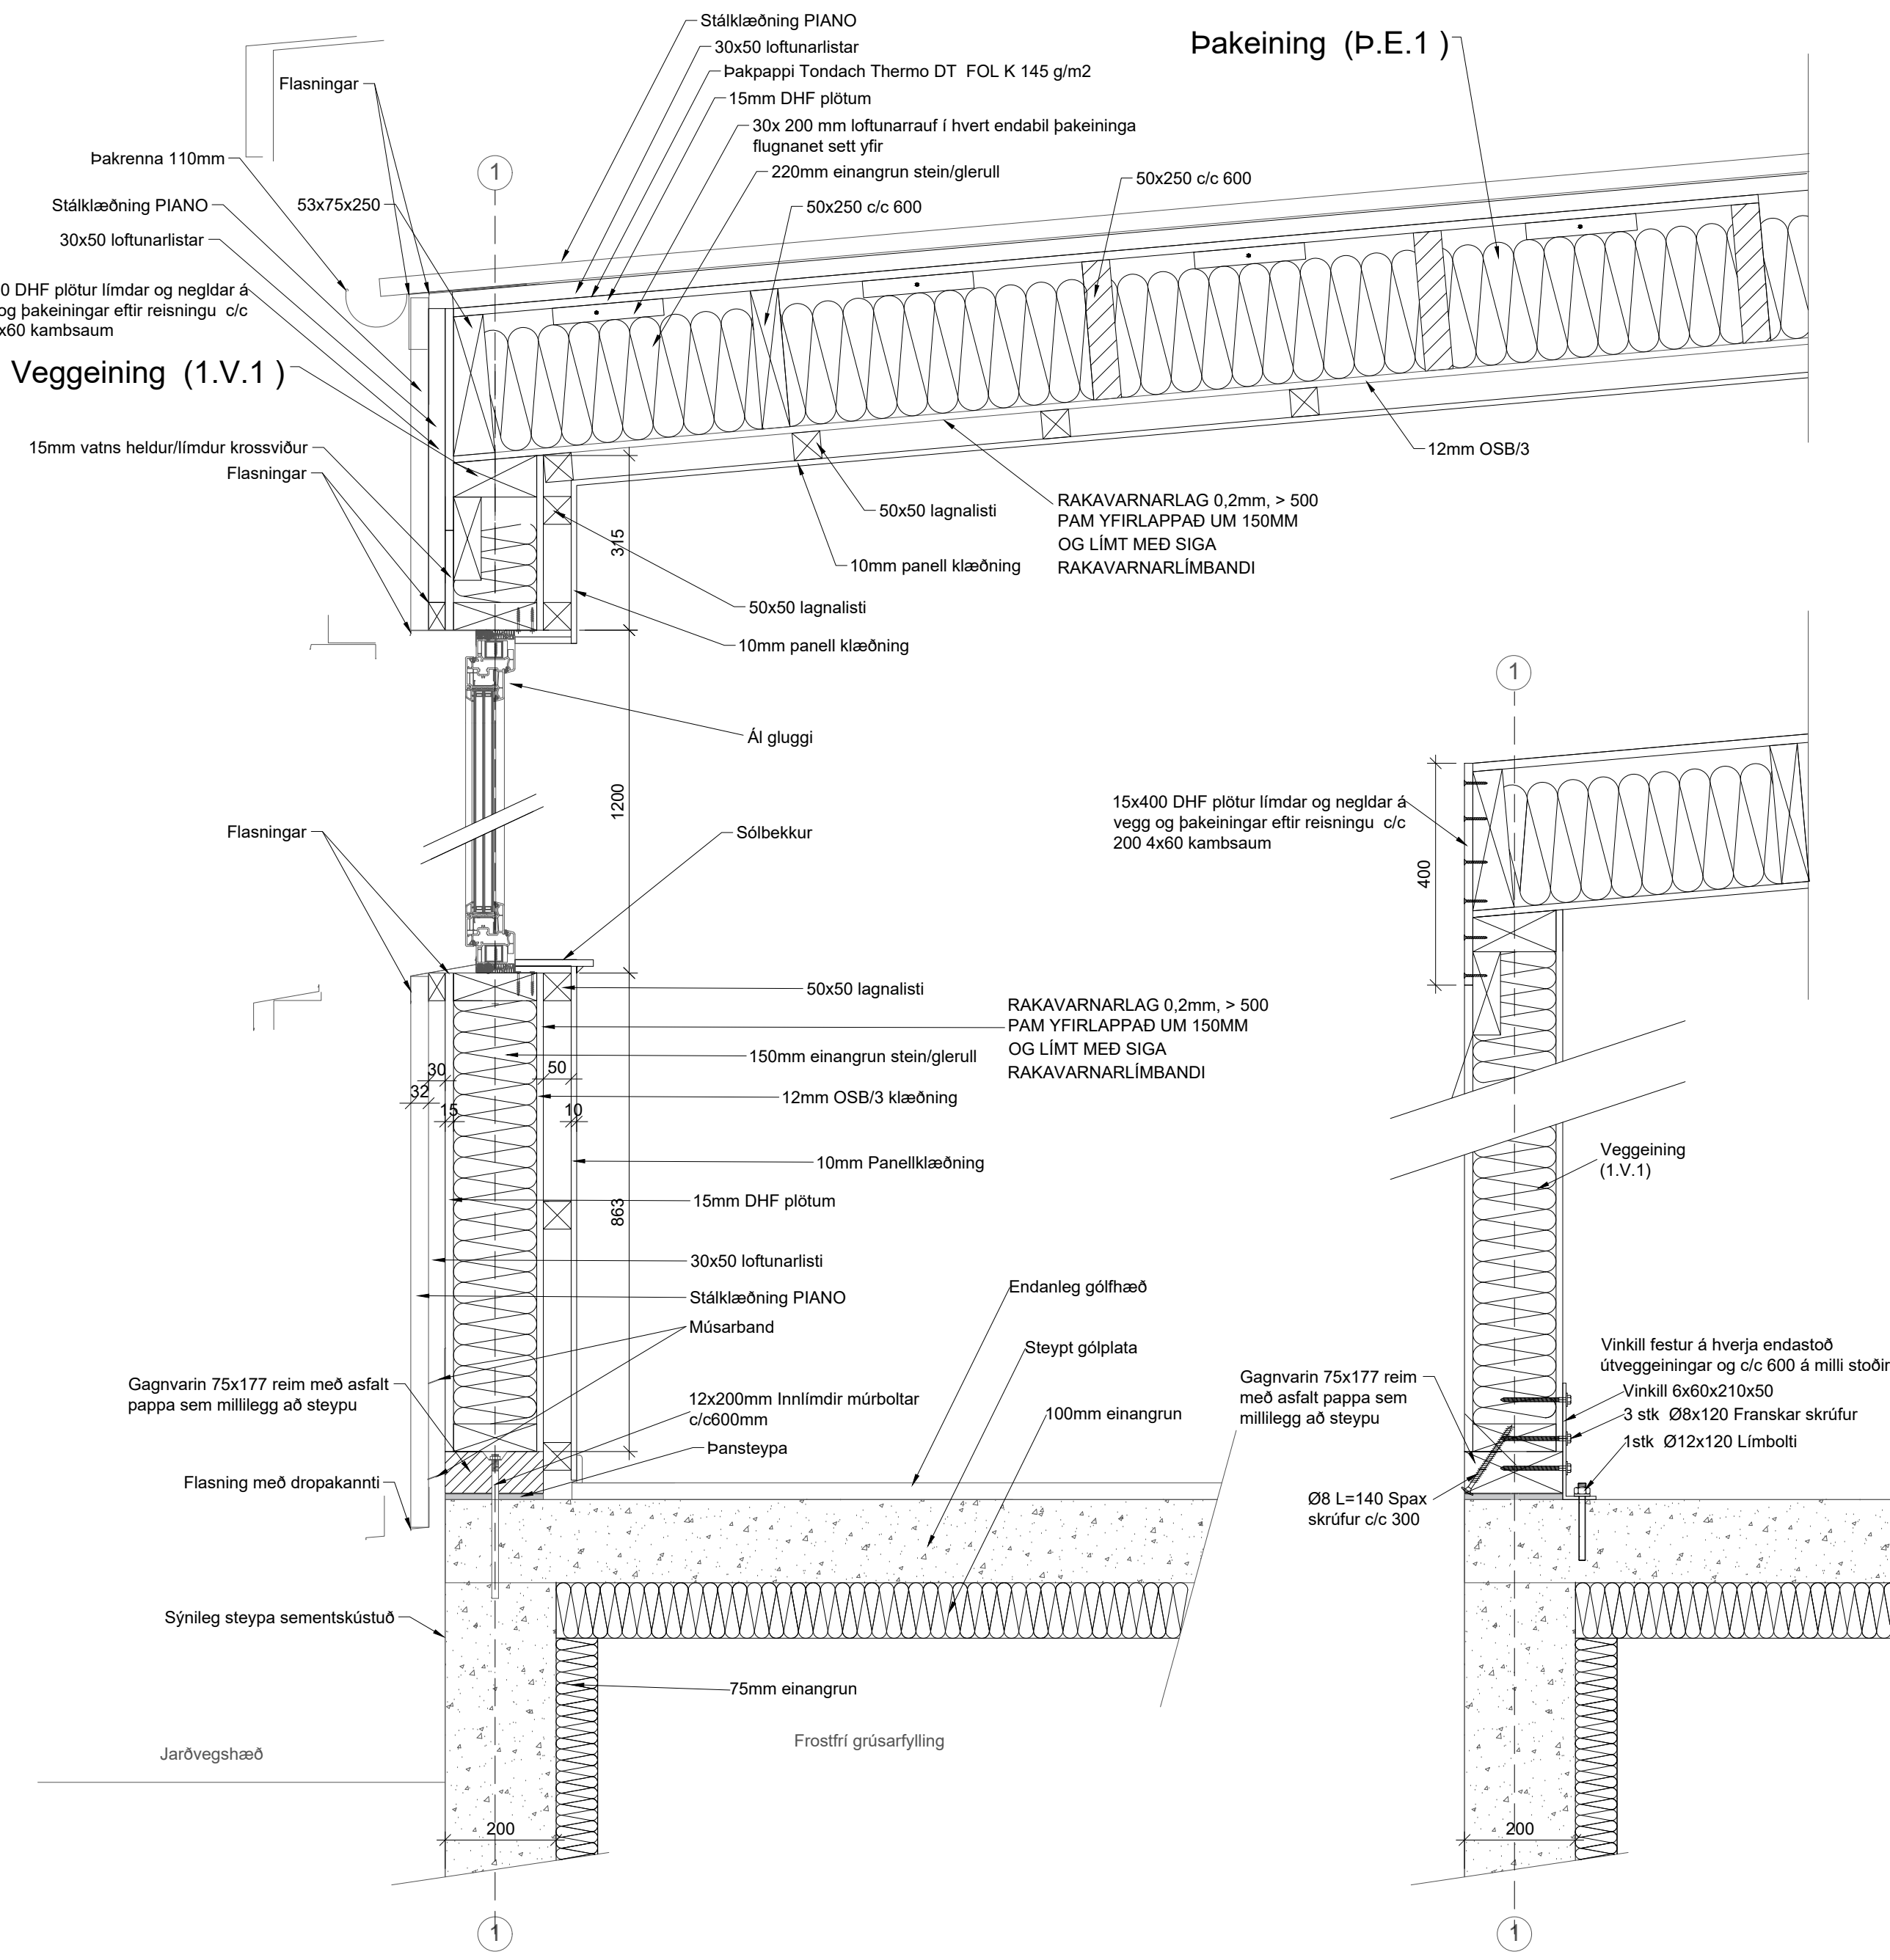 Stálklæðning PIANO
30x50 loftunarlistar
Þakpappi Tondach Thermo DT FOL K 145 g/m2
15mm DHF plötum
30x 200 mm loftunarrauf í hvert endabil þakeininga
flugnanet sett yfir
220mm einangrun stein/glerull
50x250 c/c 600
50x250 c/c 600
Þakeining (Þ.E.1 )
Flasningar
Þakrenna 110mm
1
Stálklæðning PIANO
53x75x250
30x50 loftunarlistar
0 DHF plötur límdar og negldar á
og þakeiningar eftir reisningu c/c
x60 kambsaum
Veggeining (1.V.1 )
15mm vatns heldur/límdur krossviður
Flasningar
12mm OSB/3
50x50 lagnalisti
10mm panell klæðning
RAKAVARNARLAG 0,2mm, > 500
PAM YFIRLAPPAÐ UM 150MM
OG LÍMT MEÐ SIGA
RAKAVARNARLÍMBANDI
315
50x50 lagnalisti
10mm panell klæðning
Ál gluggi
1200
Flasningar
Sólbekkur
50x50 lagnalisti
RAKAVARNARLAG 0,2mm, > 500
PAM YFIRLAPPAÐ UM 150MM
OG LÍMT MEÐ SIGA
RAKAVARNARLÍMBANDI
150mm einangrun stein/glerull
30
50
32
15
10
12mm OSB/3 klæðning
10mm Panellklæðning
15mm DHF plötum
863
30x50 loftunarlisti
Stálklæðning PIANO
Músarband
Endanleg gólfhæð
Steypt gólplata
Gagnvarin 75x177 reim með asfalt
pappa sem millilegg að steypu
12x200mm Innlímdir múrboltar
c/c600mm
Þansteypa
100mm einangrun
Flasning með dropakannti
Sýnileg steypa sementskústuð
75mm einangrun
Frostfrí grúsarfylling
Jarðvegshæð
200
1
1
15x400 DHF plötur límdar og negldar á
vegg og þakeiningar eftir reisningu c/c
200 4x60 kambsaum
400
Veggeining
(1.V.1)
Vinkill festur á hverja endastoð
útveggeiningar og c/c 600 á milli stoðir
Vinkill 6x60x210x50
3 stk Ø8x120 Franskar skrúfur
1stk Ø12x120 Límbolti
Gagnvarin 75x177 reim
með asfalt pappa sem
millilegg að steypu
Ø8 L=140 Spax
skrúfur c/c 300
200
1